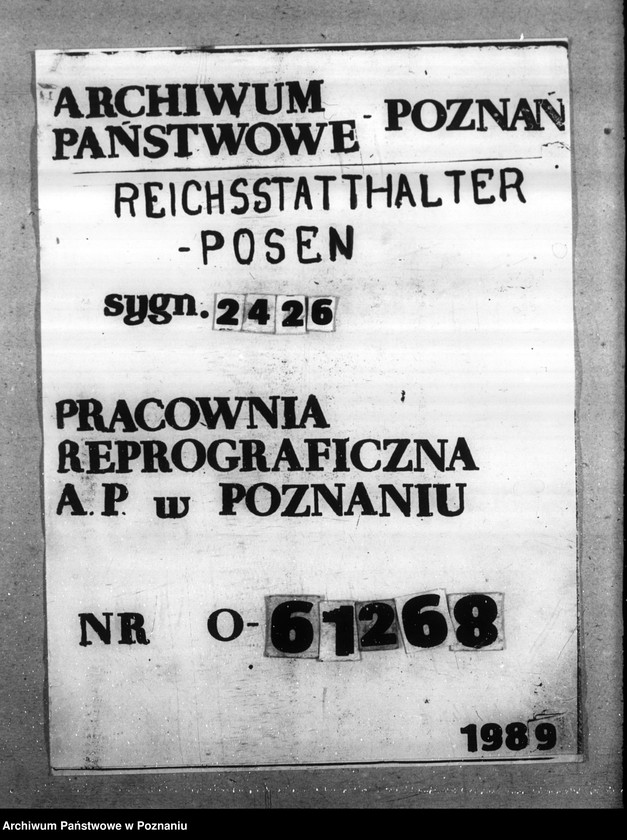 ARCHIWUM
PAŃSTWOWE - POZNAŃ
REICHSSTATTHALTER
-POSEN
sygn. 2426
PRACOWNIA
REPROGRAFICZNA
A.P. w POZNANIU
NR O-61268
1989
Archiwum Państwowe w Poznaniu